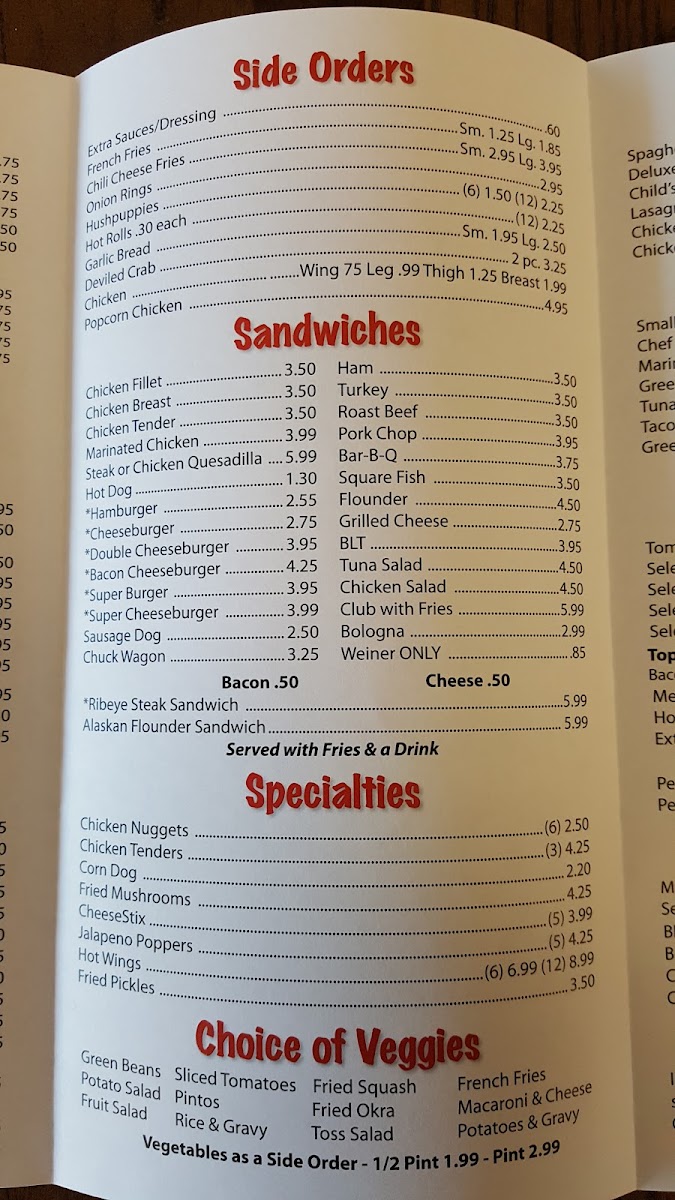 Side Orders
Extra Sauces/Dressing .60
French Fries Sm. 1.25 Lg. 1.85
Chili Cheese Fries Sm. 2.95 Lg. 3.95
Onion Rings 2.95
Hushpuppies (6) 1.50 (12) 2.25
Hot Rolls .30 each (12) 2.25
Garlic Bread Sm. 1.95 Lg. 2.50
Deviled Crab 2 pc. 3.25
Chicken Wing 75 Leg .99 Thigh 1.25 Breast 1.99
Popcorn Chicken 4.95
Sandwiches
Chicken Fillet 3.50
Chicken Breast 3.50
Chicken Tender 3.50
Marinated Chicken 3.99
Steak or Chicken Quesadilla 5.99
Hot Dog 1.30
*Hamburger 2.55
*Cheeseburger 2.75
*Double Cheeseburger 3.95
*Bacon Cheeseburger 4.25
*Super Burger 3.95
*Super Cheeseburger 3.99
Sausage Dog 2.50
Chuck Wagon 3.25
Ham 3.50
Turkey 3.50
Roast Beef 3.50
Pork Chop 3.95
Bar-B-Q 3.75
Square Fish 3.50
Flounder 4.50
Grilled Cheese 2.75
BLT 3.95
Tuna Salad 4.50
Chicken Salad 4.50
Club with Fries 5.99
Bologna 2.99
Weiner ONLY .85
Bacon .50 Cheese .50
*Ribeye Steak Sandwich 5.99
Alaskan Flounder Sandwich 5.99
Served with Fries & a Drink
Specialties
Chicken Nuggets (6) 2.50
Chicken Tenders (3) 4.25
Corn Dog 2.20
Fried Mushrooms 4.25
CheeseStix (5) 3.99
Jalapeno Poppers (5) 4.25
Hot Wings (6) 6.99 (12) 8.99
Fried Pickles 3.50
Choice of Veggies
Green Beans Sliced Tomatoes Fried Squash French Fries
Potato Salad Pintos Fried Okra Macaroni & Cheese
Fruit Salad Rice & Gravy Toss Salad Potatoes & Gravy
Vegetables as a Side Order - 1/2 Pint 1.99 - Pint 2.99